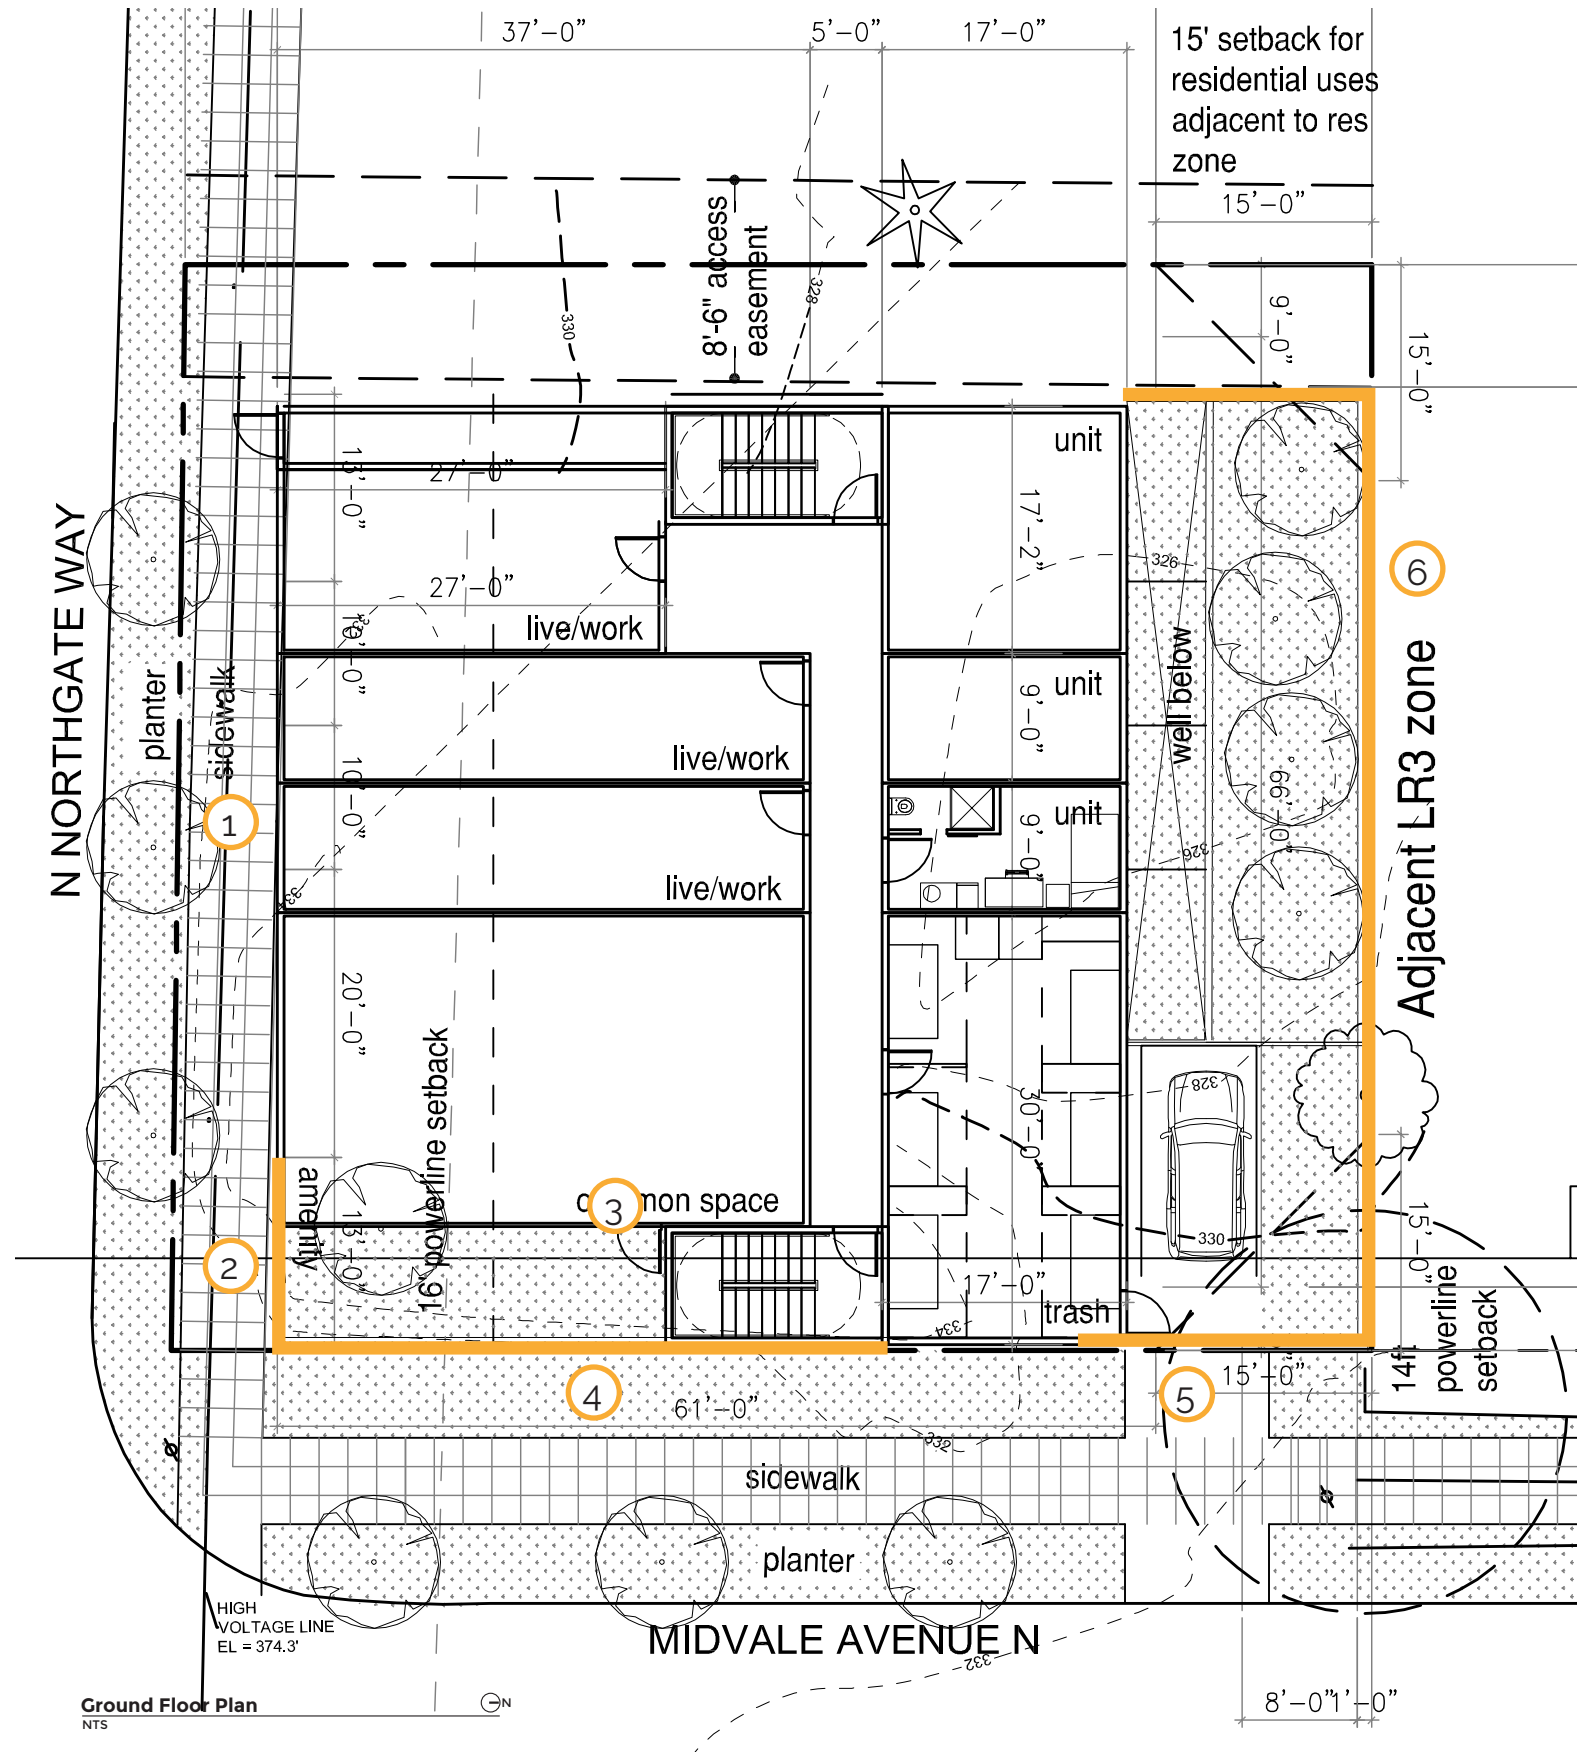 37'-0"
5'-0"
17'-0"
15' setback for
residential uses
adjacent to res
zone
15'-0"
8'-6" access
easement
328
330
9'-0"
15'-0"
unit
13'-0"
27'-0"
17'-2"
N NORTHGATE WAY
326
6
27'-0"
live/work
10'-0"
planter
sidewalk
unit
9'-0"
well below
Adjacent LR3 zone
live/work
10'-0"
66'-0"
1
unit
9'-0"
326
live/work
20'-0"
16' powerline setback
328
30'-0"
amenity
3
common space
13'-0"
2
330
15'-0"
17'-0"
trash
334
14ft
powerline
setback
4
5
15'-0"
61'-0"
332
sidewalk
planter
HIGH
VOLTAGE LINE
EL = 374.3'
MIDVALE AVENUE N
332
8'-0"
1'-0"
Ground Floor Plan
N
NTS